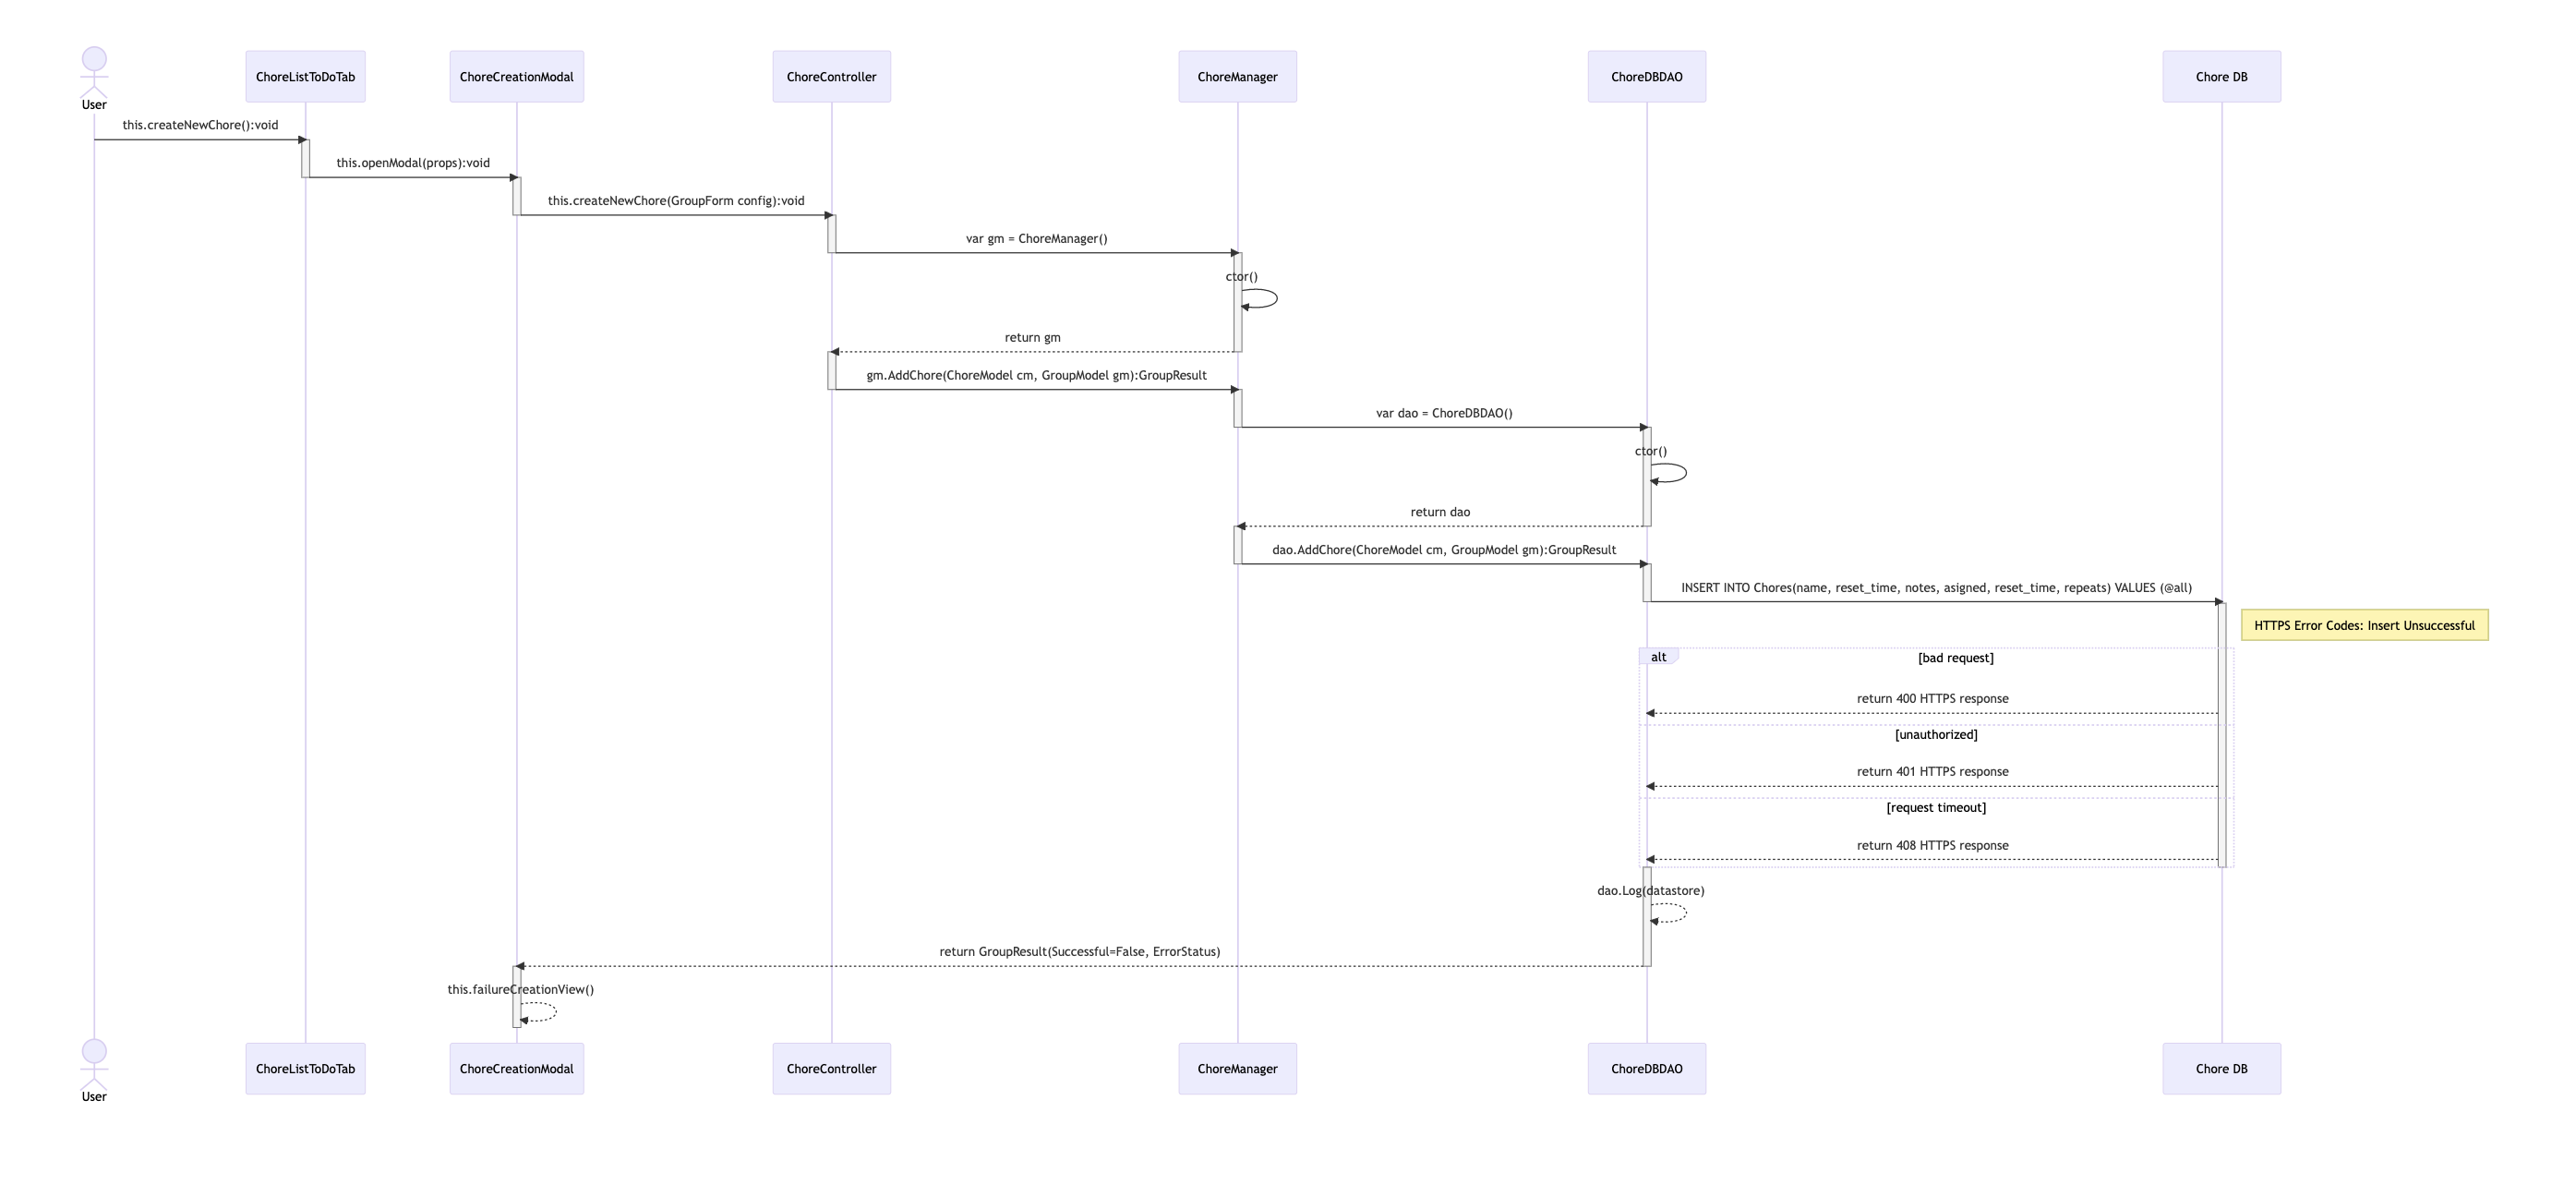 User
ChoreListToDoTab
ChoreCreationModal
ChoreController
ChoreManager
ChoreDBDAO
Chore DB
this.createNewChore():void
this.openModal(props):void
this.createNewChore(GroupForm config):void
var gm = ChoreManager()
ctor()
return gm
gm.AddChore(ChoreModel cm, GroupModel gm):GroupResult
var dao = ChoreDBDAO()
ctor()
return dao
dao.AddChore(ChoreModel cm, GroupModel gm):GroupResult
INSERT INTO Chores(name, reset_time, notes, asigned, reset_time, repeats) VALUES (@all)
HTTPS Error Codes: Insert Unsuccessful
alt
[bad request]
return 400 HTTPS response
[unauthorized]
return 401 HTTPS response
[request timeout]
return 408 HTTPS response
dao.Log(datastore)
return GroupResult(Successful=False, ErrorStatus)
this.failureCreationView()
User
ChoreListToDoTab
ChoreCreationModal
ChoreController
ChoreManager
ChoreDBDAO
Chore DB